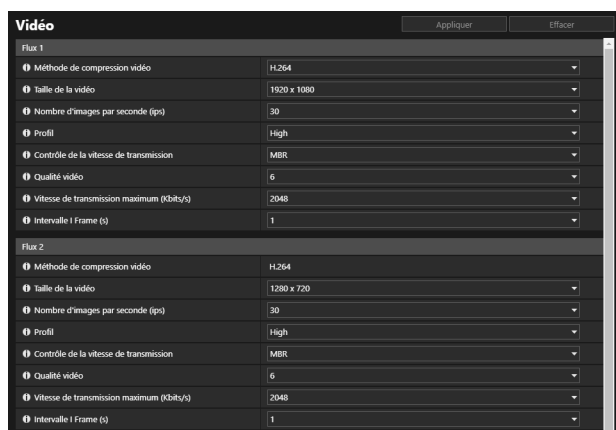 Vidéo Appliquer Effacer
Flux 1
Méthode de compression vidéo H.264
Taille de la vidéo 1920 x 1080
Nombre d'images par seconde (ips) 30
Profil High
Contrôle de la vitesse de transmission MBR
Qualité vidéo 6
Vitesse de transmission maximum (Kbits/s) 2048
Intervalle I Frame (s) 1
Flux 2
Méthode de compression vidéo H.264
Taille de la vidéo 1280 x 720
Nombre d'images par seconde (ips) 30
Profil High
Contrôle de la vitesse de transmission MBR
Qualité vidéo 6
Vitesse de transmission maximum (Kbits/s) 2048
Intervalle I Frame (s) 1